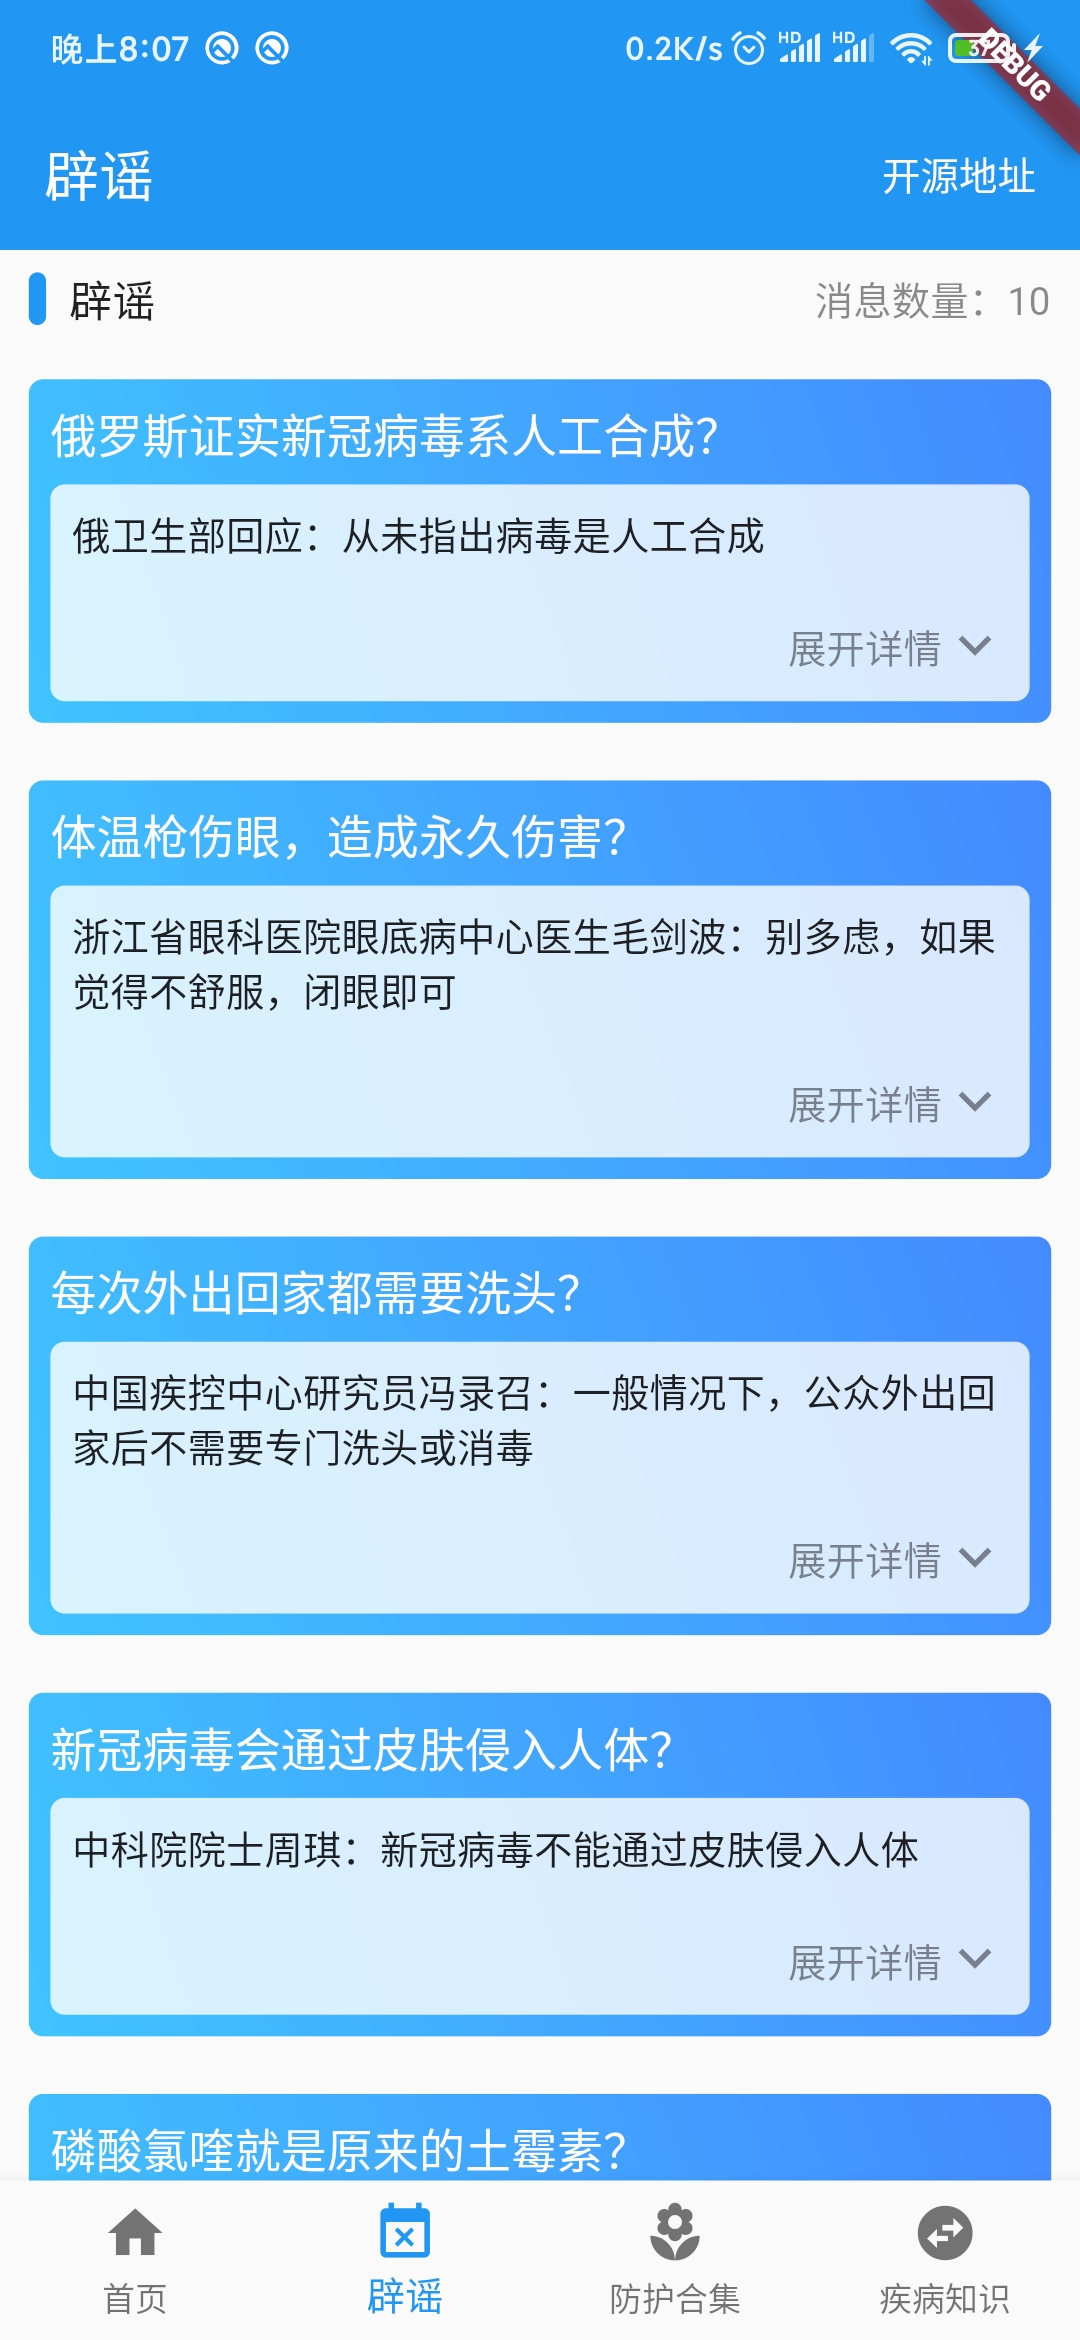 晚上8:07
0.2K/s
HD
HD
37
DEBUG
辟谣
开源地址
辟谣
消息数量：10
俄罗斯证实新冠病毒系人工合成？
俄卫生部回应：从未指出病毒是人工合成
展开详情
体温枪伤眼，造成永久伤害？
浙江省眼科医院眼底病中心医生毛剑波：别多虑，如果
觉得不舒服，闭眼即可
展开详情
每次外出回家都需要洗头？
中国疾控中心研究员冯录召：一般情况下，公众外出回
家后不需要专门洗头或消毒
展开详情
新冠病毒会通过皮肤侵入人体？
中科院院士周琪：新冠病毒不能通过皮肤侵入人体
展开详情
磷酸氯喹就是原来的土霉素？
首页
辟谣
防护合集
疾病知识